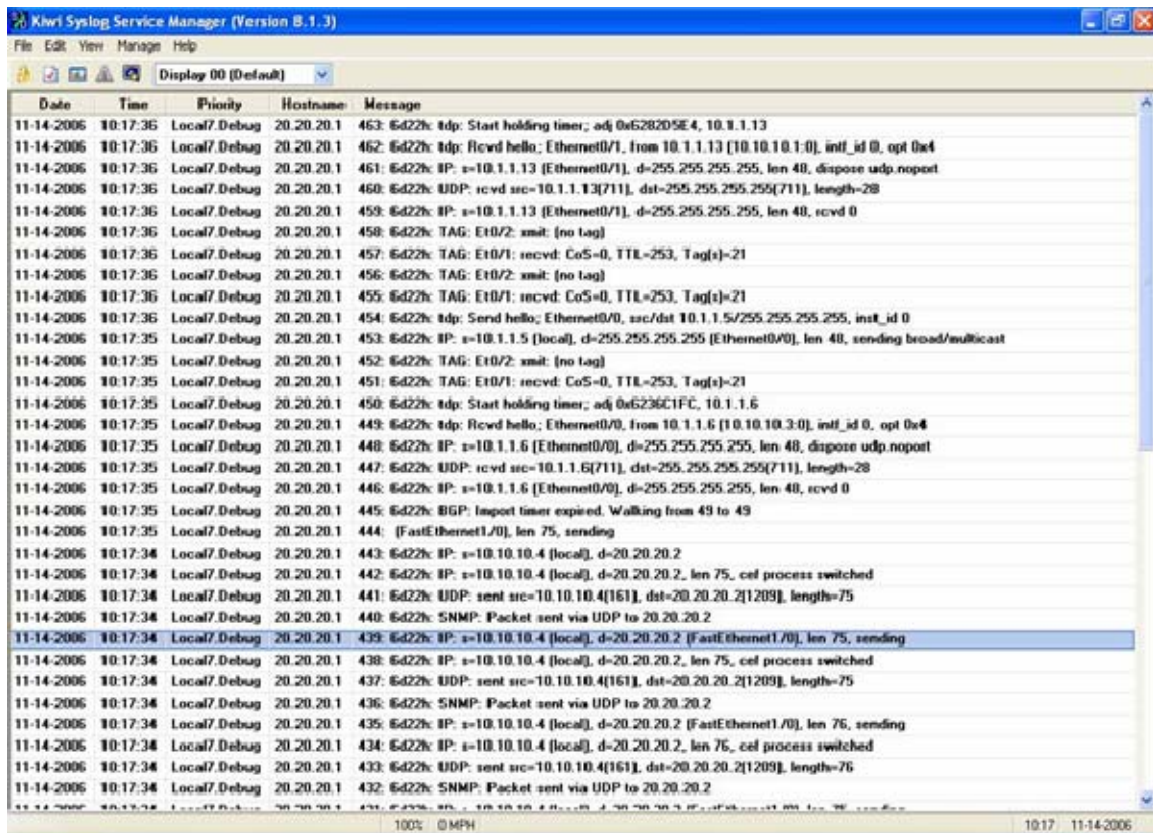 Kiwi Syslog Service Manager (Version 8.1.3)
File Edit View Manage Help
Display 00 (Default)
Date Time Priority Hostname Message
11-14-2006 10:17:36 Local7.Debug 20.20.20.1 463: 6d22h: tdp: Start holding timer; adj 0x6282D5E4, 10.1.1.13
11-14-2006 10:17:36 Local7.Debug 20.20.20.1 462: 6d22h: tdp: Rcvd hello; Ethernet0/1, from 10.1.1.13 (10.10.10.1:0), intf_id 0, opt 0x4
11-14-2006 10:17:36 Local7.Debug 20.20.20.1 461: 6d22h: IP: s=10.1.1.13 (Ethernet0/1), d=255.255.255.255, len 48, dispose udp.noport
11-14-2006 10:17:36 Local7.Debug 20.20.20.1 460: 6d22h: UDP: rcvd src=10.1.1.13(711), dst=255.255.255.255(711), length=28
11-14-2006 10:17:36 Local7.Debug 20.20.20.1 459: 6d22h: IP: s=10.1.1.13 (Ethernet0/1), d=255.255.255.255, len 48, rcvd 0
11-14-2006 10:17:36 Local7.Debug 20.20.20.1 458: 6d22h: TAG: Et0/2: xmit: (no tag)
11-14-2006 10:17:36 Local7.Debug 20.20.20.1 457: 6d22h: TAG: Et0/1: recvd: CoS=0, TTL=253, Tag(s)=21
11-14-2006 10:17:36 Local7.Debug 20.20.20.1 456: 6d22h: TAG: Et0/2: xmit: (no tag)
11-14-2006 10:17:36 Local7.Debug 20.20.20.1 455: 6d22h: TAG: Et0/1: recvd: CoS=0, TTL=253, Tag(s)=21
11-14-2006 10:17:36 Local7.Debug 20.20.20.1 454: 6d22h: tdp: Send hello; Ethernet0/0, src/dst 10.1.1.5/255.255.255.255, inst_id 0
11-14-2006 10:17:36 Local7.Debug 20.20.20.1 453: 6d22h: IP: s=10.1.1.5 (local), d=255.255.255.255 (Ethernet0/0), len 48, sending broad/multicast
11-14-2006 10:17:35 Local7.Debug 20.20.20.1 452: 6d22h: TAG: Et0/2: xmit: (no tag)
11-14-2006 10:17:35 Local7.Debug 20.20.20.1 451: 6d22h: TAG: Et0/1: recvd: CoS=0, TTL=253, Tag(s)=21
11-14-2006 10:17:35 Local7.Debug 20.20.20.1 450: 6d22h: tdp: Start holding timer; adj 0x6236C1FC, 10.1.1.6
11-14-2006 10:17:35 Local7.Debug 20.20.20.1 449: 6d22h: tdp: Rcvd hello; Ethernet0/0, from 10.1.1.6 (10.10.10.3:0), intf_id 0, opt 0x4
11-14-2006 10:17:35 Local7.Debug 20.20.20.1 448: 6d22h: IP: s=10.1.1.6 (Ethernet0/0), d=255.255.255.255, len 48, dispose udp.noport
11-14-2006 10:17:35 Local7.Debug 20.20.20.1 447: 6d22h: UDP: rcvd src=10.1.1.6(711), dst=255.255.255.255(711), length=28
11-14-2006 10:17:35 Local7.Debug 20.20.20.1 446: 6d22h: IP: s=10.1.1.6 (Ethernet0/0), d=255.255.255.255, len 48, rcvd 0
11-14-2006 10:17:35 Local7.Debug 20.20.20.1 445: 6d22h: BGP: Import timer expired. Walking from 49 to 49
11-14-2006 10:17:35 Local7.Debug 20.20.20.1 444: (FastEthernet1/0), len 75, sending
11-14-2006 10:17:34 Local7.Debug 20.20.20.1 443: 6d22h: IP: s=10.10.10.4 (local), d=20.20.20.2
11-14-2006 10:17:34 Local7.Debug 20.20.20.1 442: 6d22h: IP: s=10.10.10.4 (local), d=20.20.20.2, len 75, cef process switched
11-14-2006 10:17:34 Local7.Debug 20.20.20.1 441: 6d22h: UDP: sent src=10.10.10.4(161), dst=20.20.20.2(1209), length=75
11-14-2006 10:17:34 Local7.Debug 20.20.20.1 440: 6d22h: SNMP: Packet sent via UDP to 20.20.20.2
11-14-2006 10:17:34 Local7.Debug 20.20.20.1 439: 6d22h: IP: s=10.10.10.4 (local), d=20.20.20.2 (FastEthernet1/0), len 75, sending
11-14-2006 10:17:34 Local7.Debug 20.20.20.1 438: 6d22h: IP: s=10.10.10.4 (local), d=20.20.20.2, len 75, cef process switched
11-14-2006 10:17:34 Local7.Debug 20.20.20.1 437: 6d22h: UDP: sent src=10.10.10.4(161), dst=20.20.20.2(1209), length=75
11-14-2006 10:17:34 Local7.Debug 20.20.20.1 436: 6d22h: SNMP: Packet sent via UDP to 20.20.20.2
11-14-2006 10:17:34 Local7.Debug 20.20.20.1 435: 6d22h: IP: s=10.10.10.4 (local), d=20.20.20.2 (FastEthernet1/0), len 76, sending
11-14-2006 10:17:34 Local7.Debug 20.20.20.1 434: 6d22h: IP: s=10.10.10.4 (local), d=20.20.20.2, len 76, cef process switched
11-14-2006 10:17:34 Local7.Debug 20.20.20.1 433: 6d22h: UDP: sent src=10.10.10.4(161), dst=20.20.20.2(1209), length=76
11-14-2006 10:17:34 Local7.Debug 20.20.20.1 432: 6d22h: SNMP: Packet sent via UDP to 20.20.20.2
100% 0 MPH 10:17 11-14-2006